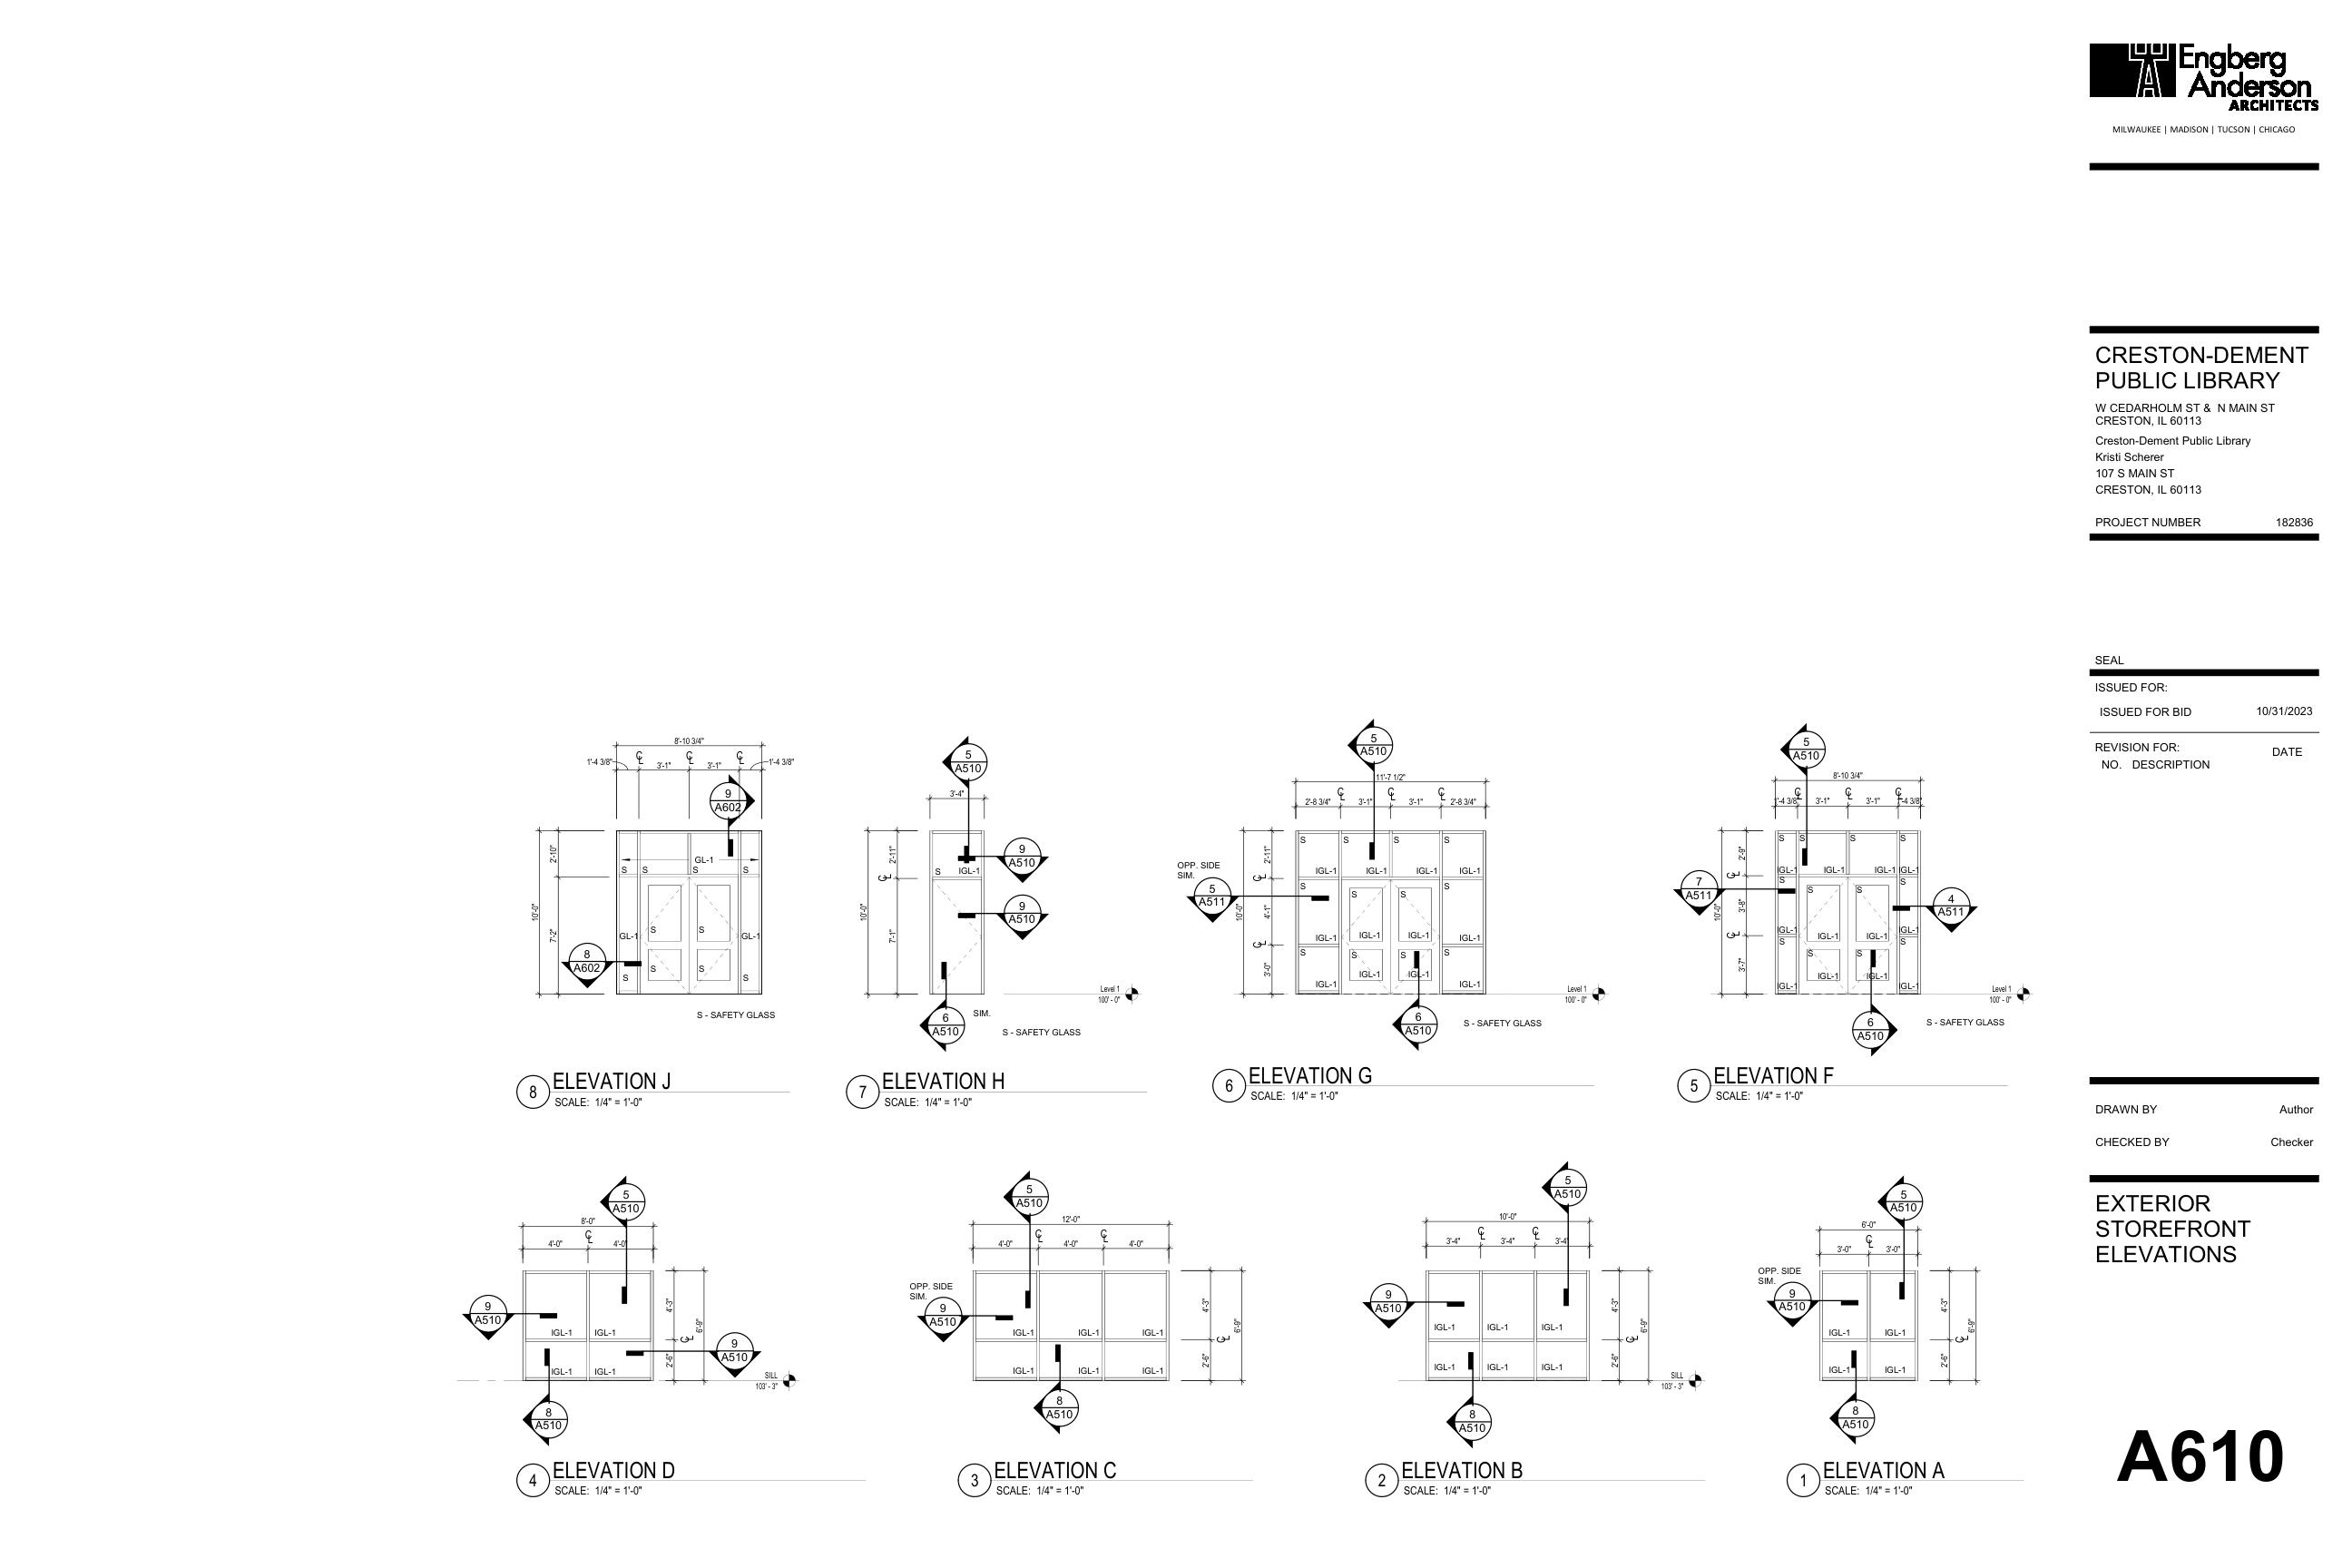 Engberg
Anderson
ARCHITECTS
MILWAUKEE | MADISON | TUCSON | CHICAGO
CRESTON-DEMENT
PUBLIC LIBRARY
W CEDARHOLM ST & N MAIN ST
CRESTON, IL 60113
Creston-Dement Public Library
Kristi Scherer
107 S MAIN ST
CRESTON, IL 60113
PROJECT NUMBER 182836
SEAL
ISSUED FOR:
ISSUED FOR BID 10/31/2023
REVISION FOR: DATE
NO. DESCRIPTION
DRAWN BY Author
CHECKED BY Checker
EXTERIOR
STOREFRONT
ELEVATIONS
A610
8'-10 3/4"
1'-4 3/8" 3'-1" 3'-1" 1'-4 3/8"
9
A602
10'-0"
2'-10"
7'-2"
GL-1
S S S S
S S
GL-1 GL-1
8
A602
S S S S
S - SAFETY GLASS
8 ELEVATION J
SCALE: 1/4" = 1'-0"
5
A510
3'-4"
10'-0"
2'-11"
7'-1"
S IGL-1
9
A510
9
A510
Level 1
100' - 0"
6
A510
SIM.
S - SAFETY GLASS
7 ELEVATION H
SCALE: 1/4" = 1'-0"
5
A510
11'-7 1/2"
2'-8 3/4" 3'-1" 3'-1" 2'-8 3/4"
OPP. SIDE
SIM.
5
A511
10'-0"
2'-11"
4'-1"
3'-0"
S S S S S
IGL-1 IGL-1 IGL-1 IGL-1
S S S S
IGL-1 IGL-1 IGL-1 IGL-1
S S S S
IGL-1 IGL-1 IGL-1 IGL-1
Level 1
100' - 0"
6
A510
S - SAFETY GLASS
6 ELEVATION G
SCALE: 1/4" = 1'-0"
5
A510
8'-10 3/4"
1'-4 3/8" 3'-1" 3'-1" 1'-4 3/8"
7
A511
10'-0"
2'-9"
3'-8"
3'-7"
S S S S
IGL-1 IGL-1 IGL-1 IGL-1
S S S S
IGL-1 IGL-1 IGL-1 IGL-1
S S S S
IGL-1 IGL-1 IGL-1 IGL-1
4
A511
Level 1
100' - 0"
6
A510
S - SAFETY GLASS
5 ELEVATION F
SCALE: 1/4" = 1'-0"
5
A510
8'-0"
4'-0" 4'-0"
9
A510
4'-3"
2'-6"
6'-9"
IGL-1 IGL-1
IGL-1 IGL-1
9
A510
SILL
103' - 3"
8
A510
4 ELEVATION D
SCALE: 1/4" = 1'-0"
5
A510
12'-0"
4'-0" 4'-0" 4'-0"
OPP. SIDE
SIM.
9
A510
4'-3"
2'-6"
6'-9"
IGL-1 IGL-1 IGL-1
IGL-1 IGL-1 IGL-1
8
A510
3 ELEVATION C
SCALE: 1/4" = 1'-0"
5
A510
10'-0"
3'-4" 3'-4" 3'-4"
9
A510
4'-3"
2'-6"
6'-9"
IGL-1 IGL-1 IGL-1
IGL-1 IGL-1 IGL-1
SILL
103' - 3"
8
A510
2 ELEVATION B
SCALE: 1/4" = 1'-0"
5
A510
6'-0"
3'-0" 3'-0"
OPP. SIDE
SIM.
9
A510
4'-3"
2'-6"
6'-9"
IGL-1 IGL-1
IGL-1 IGL-1
8
A510
1 ELEVATION A
SCALE: 1/4" = 1'-0"